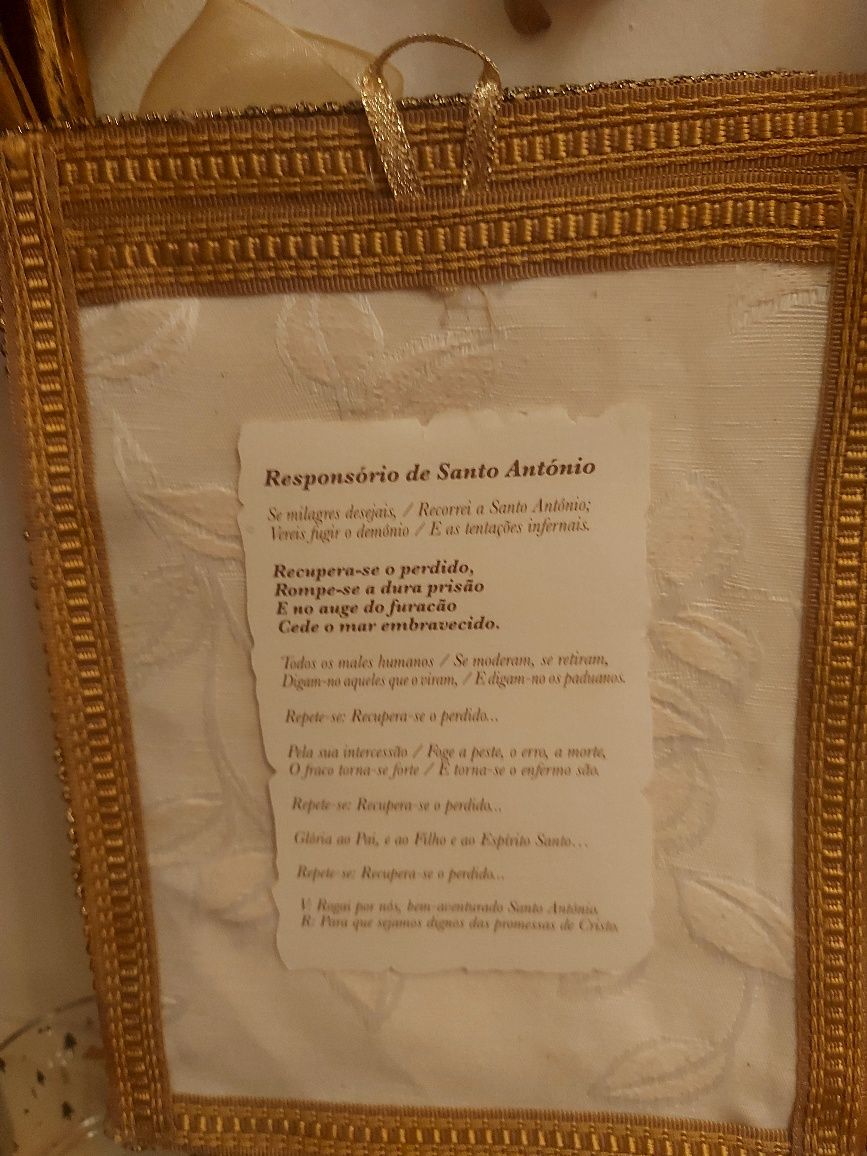 Responsório de Santo António
Se milagres desejais, / Recorrei a Santo António;
Vereis fugir o demónio / E as tentações infernais.
Recupera-se o perdido,
Rompe-se a dura prisão
E no auge do furacão
Cede o mar embravecido.
Todos os males humanos / Se moderam, se retiram,
Digam-no aqueles que o viram, / E digam-no os paduanos.
Repete-se: Recupera-se o perdido...
Pela sua intercessão / Foge a peste, o erro, a morte,
O fraco torna-se forte / E torna-se o enfermo são.
Repete-se: Recupera-se o perdido...
Glória ao Pai, e ao Filho e ao Espírito Santo...
Repete-se: Recupera-se o perdido...
V: Rogai por nós, bem-aventurado Santo António,
R: Para que sejamos dignos das promessas de Cristo.